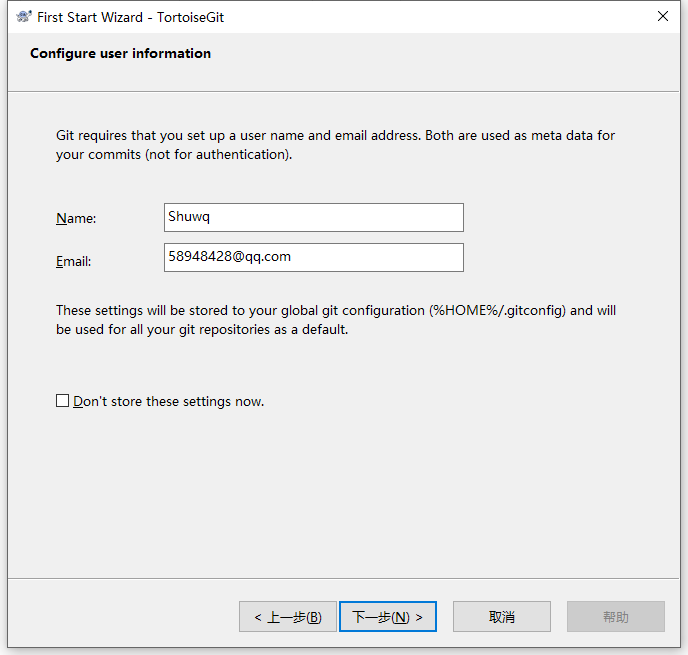 First Start Wizard - TortoiseGit
Configure user information
Git requires that you set up a user name and email address. Both are used as meta data for
your commits (not for authentication).
Name:
Shuwq
Email:
58948428@qq.com
These settings will be stored to your global git configuration (%HOME%/.gitconfig) and will
be used for all your git repositories as a default.
Don't store these settings now.
< 上一步(B)
下一步(N) >
取消
帮助